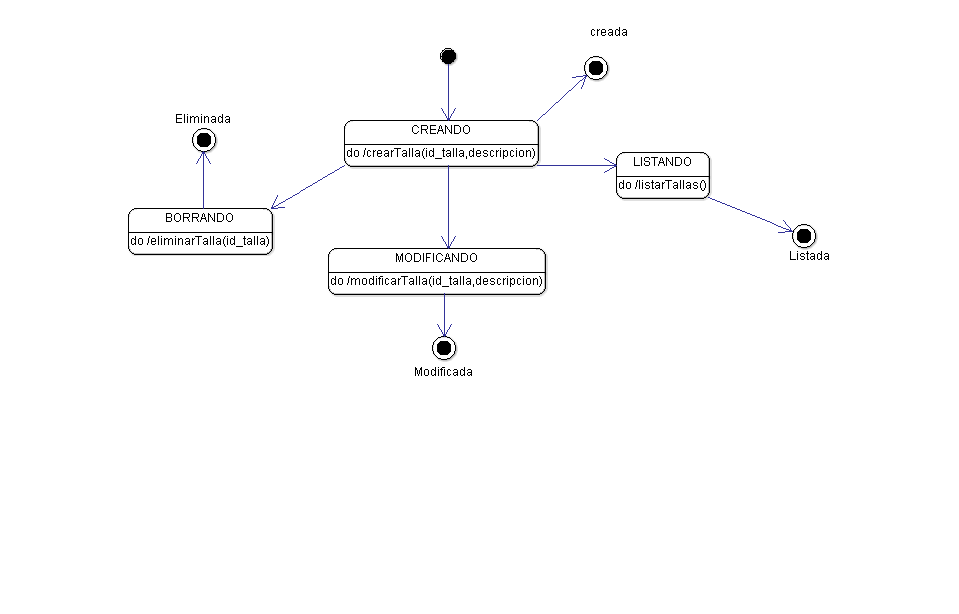 creada
Eliminada
CREANDO
do /crearTalla(id_talla,descripcion)
LISTANDO
do /listarTallas()
BORRANDO
do /eliminarTalla(id_talla)
MODIFICANDO
do /modificarTalla(id_talla,descripcion)
Listada
Modificada